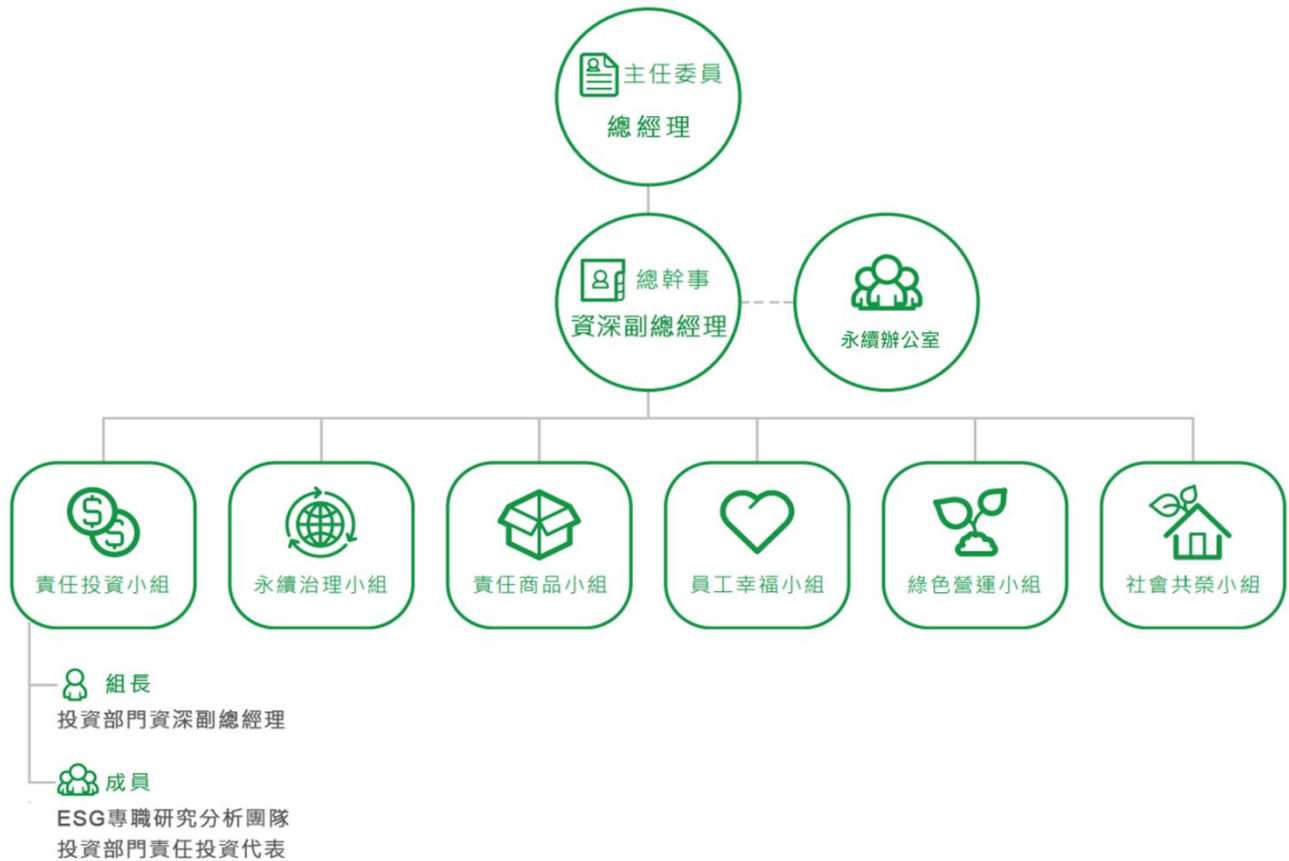 主任委員
總經理
總幹事
資深副總經理
永續辦公室
責任投資小組
永續治理小組
責任商品小組
員工幸福小組
綠色營運小組
社會共榮小組
組長
投資部門資深副總經理
成員
ESG專職研究分析團隊
投資部門責任投資代表